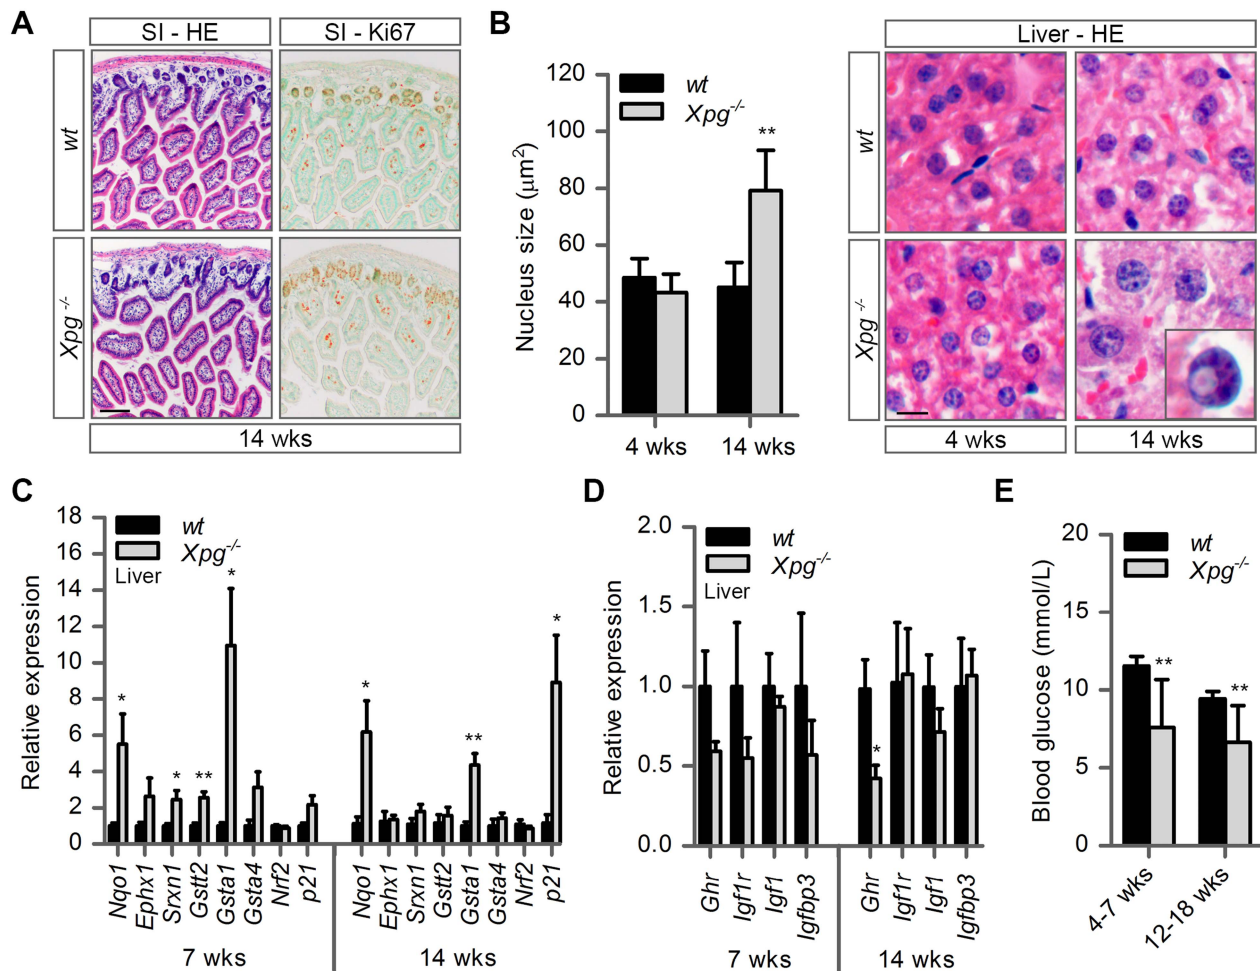 A
SI - HE
SI - Ki67
wt
Xpg -/-
14 wks
B
Nucleus size (μm²)
120
100
80
60
40
20
0
wt
Xpg-/-
**
4 wks
14 wks
Liver - HE
wt
Xpg -/-
4 wks
14 wks
C
Relative expression
18
16
14
12
10
8
6
4
2
0
wt
Xpg-/-
Liver
*
*
**
*
*
**
*
Nqo1
Ephx1
Srxn1
Gstt2
Gsta1
Gsta4
Nrf2
p21
Nqo1
Ephx1
Srxn1
Gstt2
Gsta1
Gsta4
Nrf2
p21
7 wks
14 wks
D
Relative expression
2.0
1.5
1.0
0.5
0.0
wt
Xpg-/-
Liver
*
Ghr
Igf1r
Igf1
Igfbp3
Ghr
Igf1r
Igf1
Igfbp3
7 wks
14 wks
E
Blood glucose (mmol/L)
20
15
10
5
0
wt
Xpg-/-
**
**
4-7 wks
12-18 wks